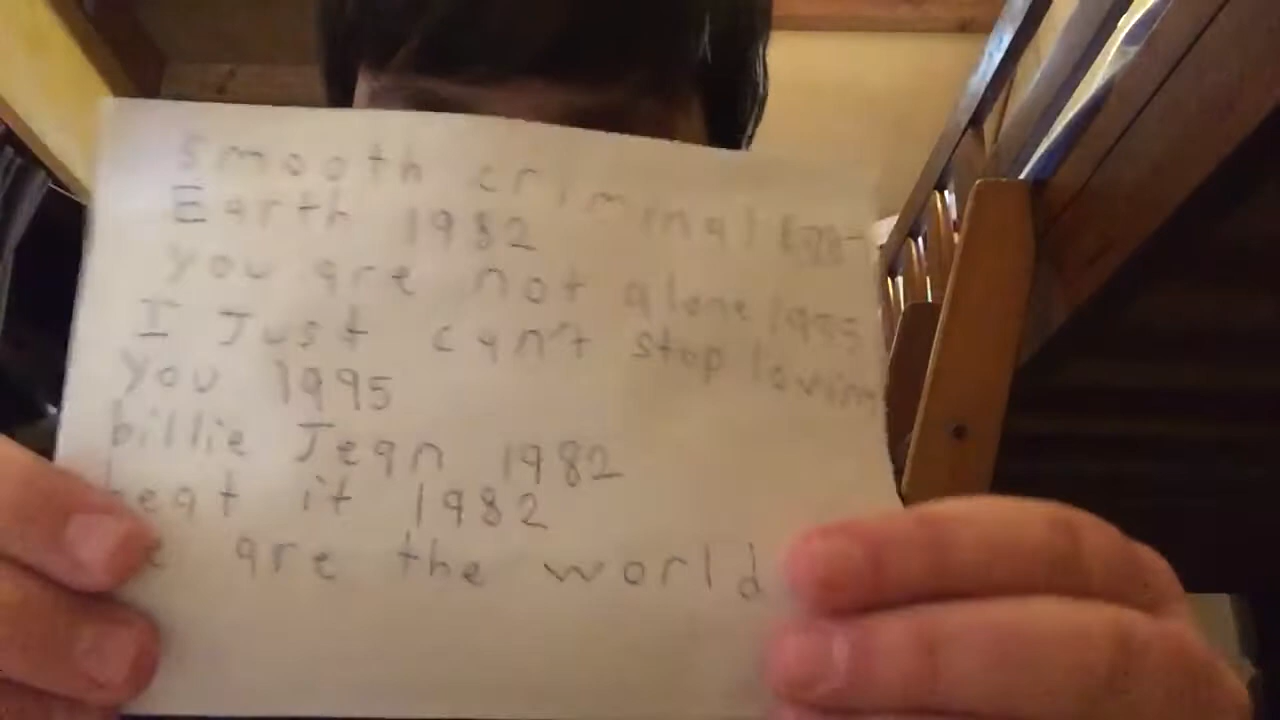 Smooth criminal
Earth 1982
you are not alone 1995
I Just can't stop lovin
you 1995
billie Jean 1982
beat it 1982
are the world